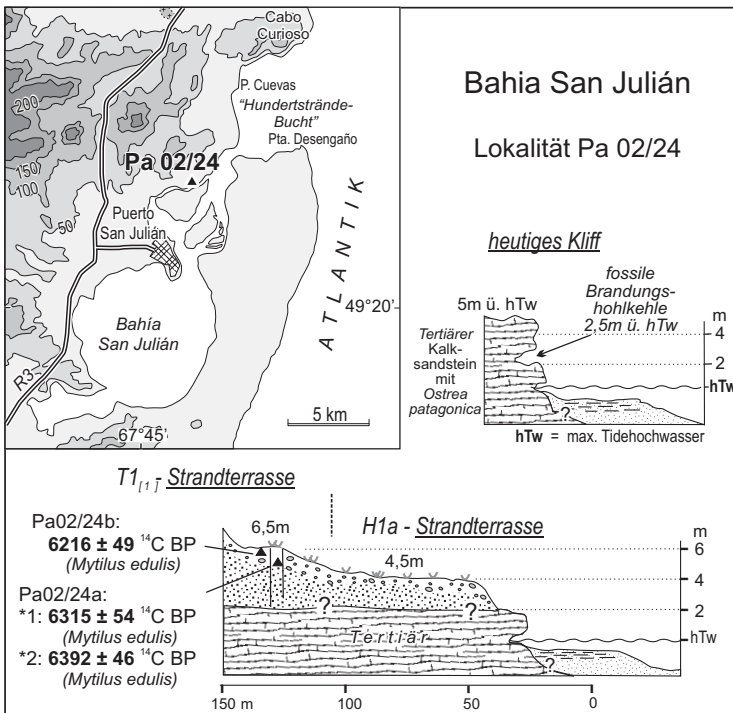 Cabo
Curioso
P. Cuevas
"Hundertstrände-
Bucht"
Pta. Desengaño
200
150
100
50
Pa 02/24
Puerto
San Julián
ATLANTIK
49°20'
Bahía
San Julián
R3
5 km
67°45'
Bahia San Julián
Lokalität Pa 02/24
heutiges Kliff
5m ü. hTw
fossile
Brandungs-
hohlkehle
2,5m ü. hTw
m
4
2
hTw
Tertiärer
Kalk-
sandstein
mit
Ostrea
patagonica
?
hTw = max. Tidehochwasser
T1[1] - Strandterrasse
H1a - Strandterrasse
Pa02/24b:
6216 ± 49 14C BP
(Mytilus edulis)
Pa02/24a:
*1: 6315 ± 54 14C BP
(Mytilus edulis)
*2: 6392 ± 46 14C BP
(Mytilus edulis)
6,5m
4,5m
m
6
4
2
hTw
? ?
Tertiär
?
150 m 100 50 0